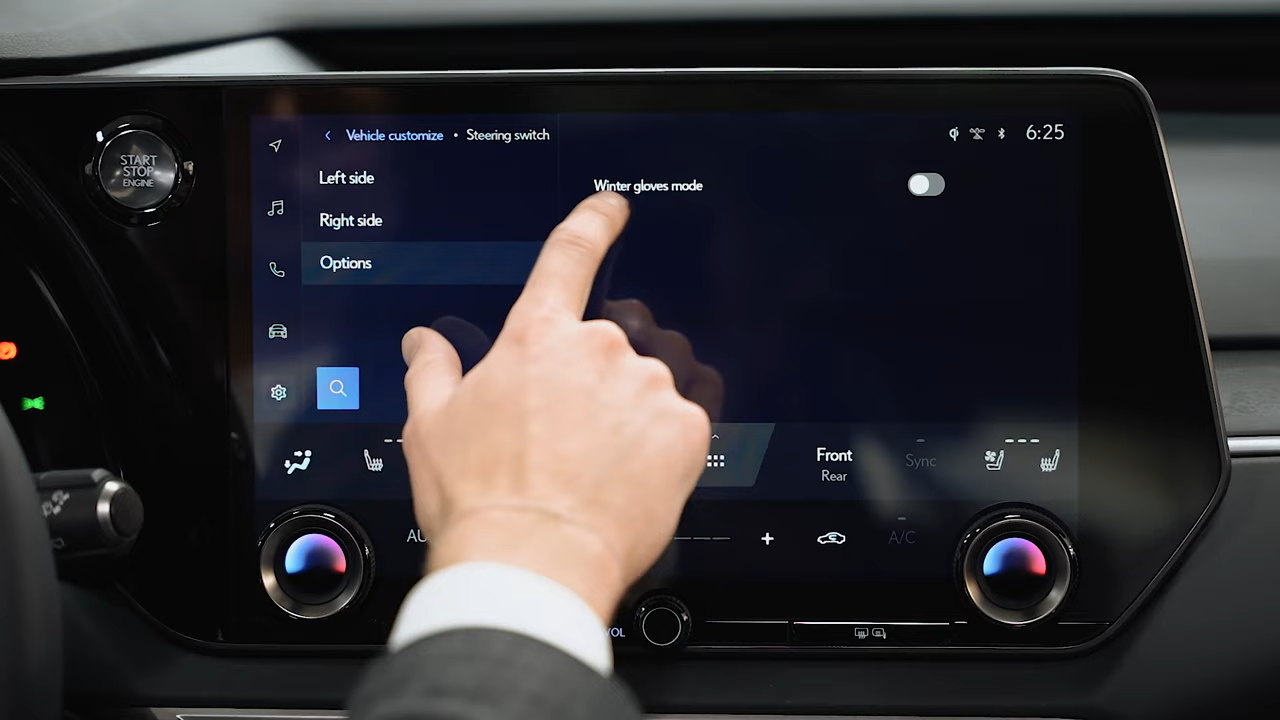 START
STOP
ENGINE
Vehicle customize • Steering switch
6:25
Left side
Winter gloves mode
Right side
Options
Front
Rear
Sync
A/C
VOL